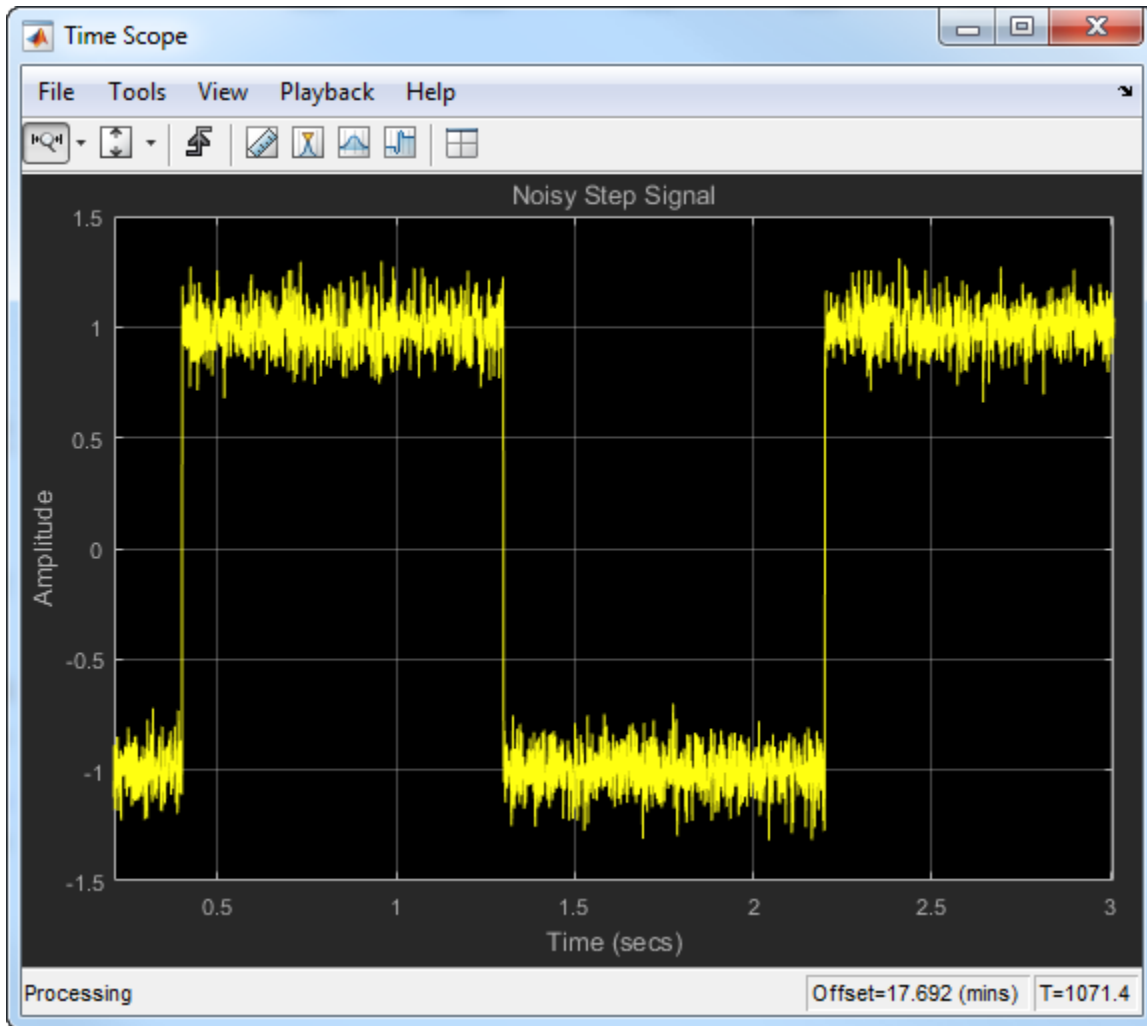 Time Scope
File Tools View Playback Help
Noisy Step Signal
1.5
1
0.5
0
-0.5
-1
-1.5
Amplitude
0.5 1 1.5 2 2.5 3
Time (secs)
Processing Offset=17.692 (mins) T=1071.4